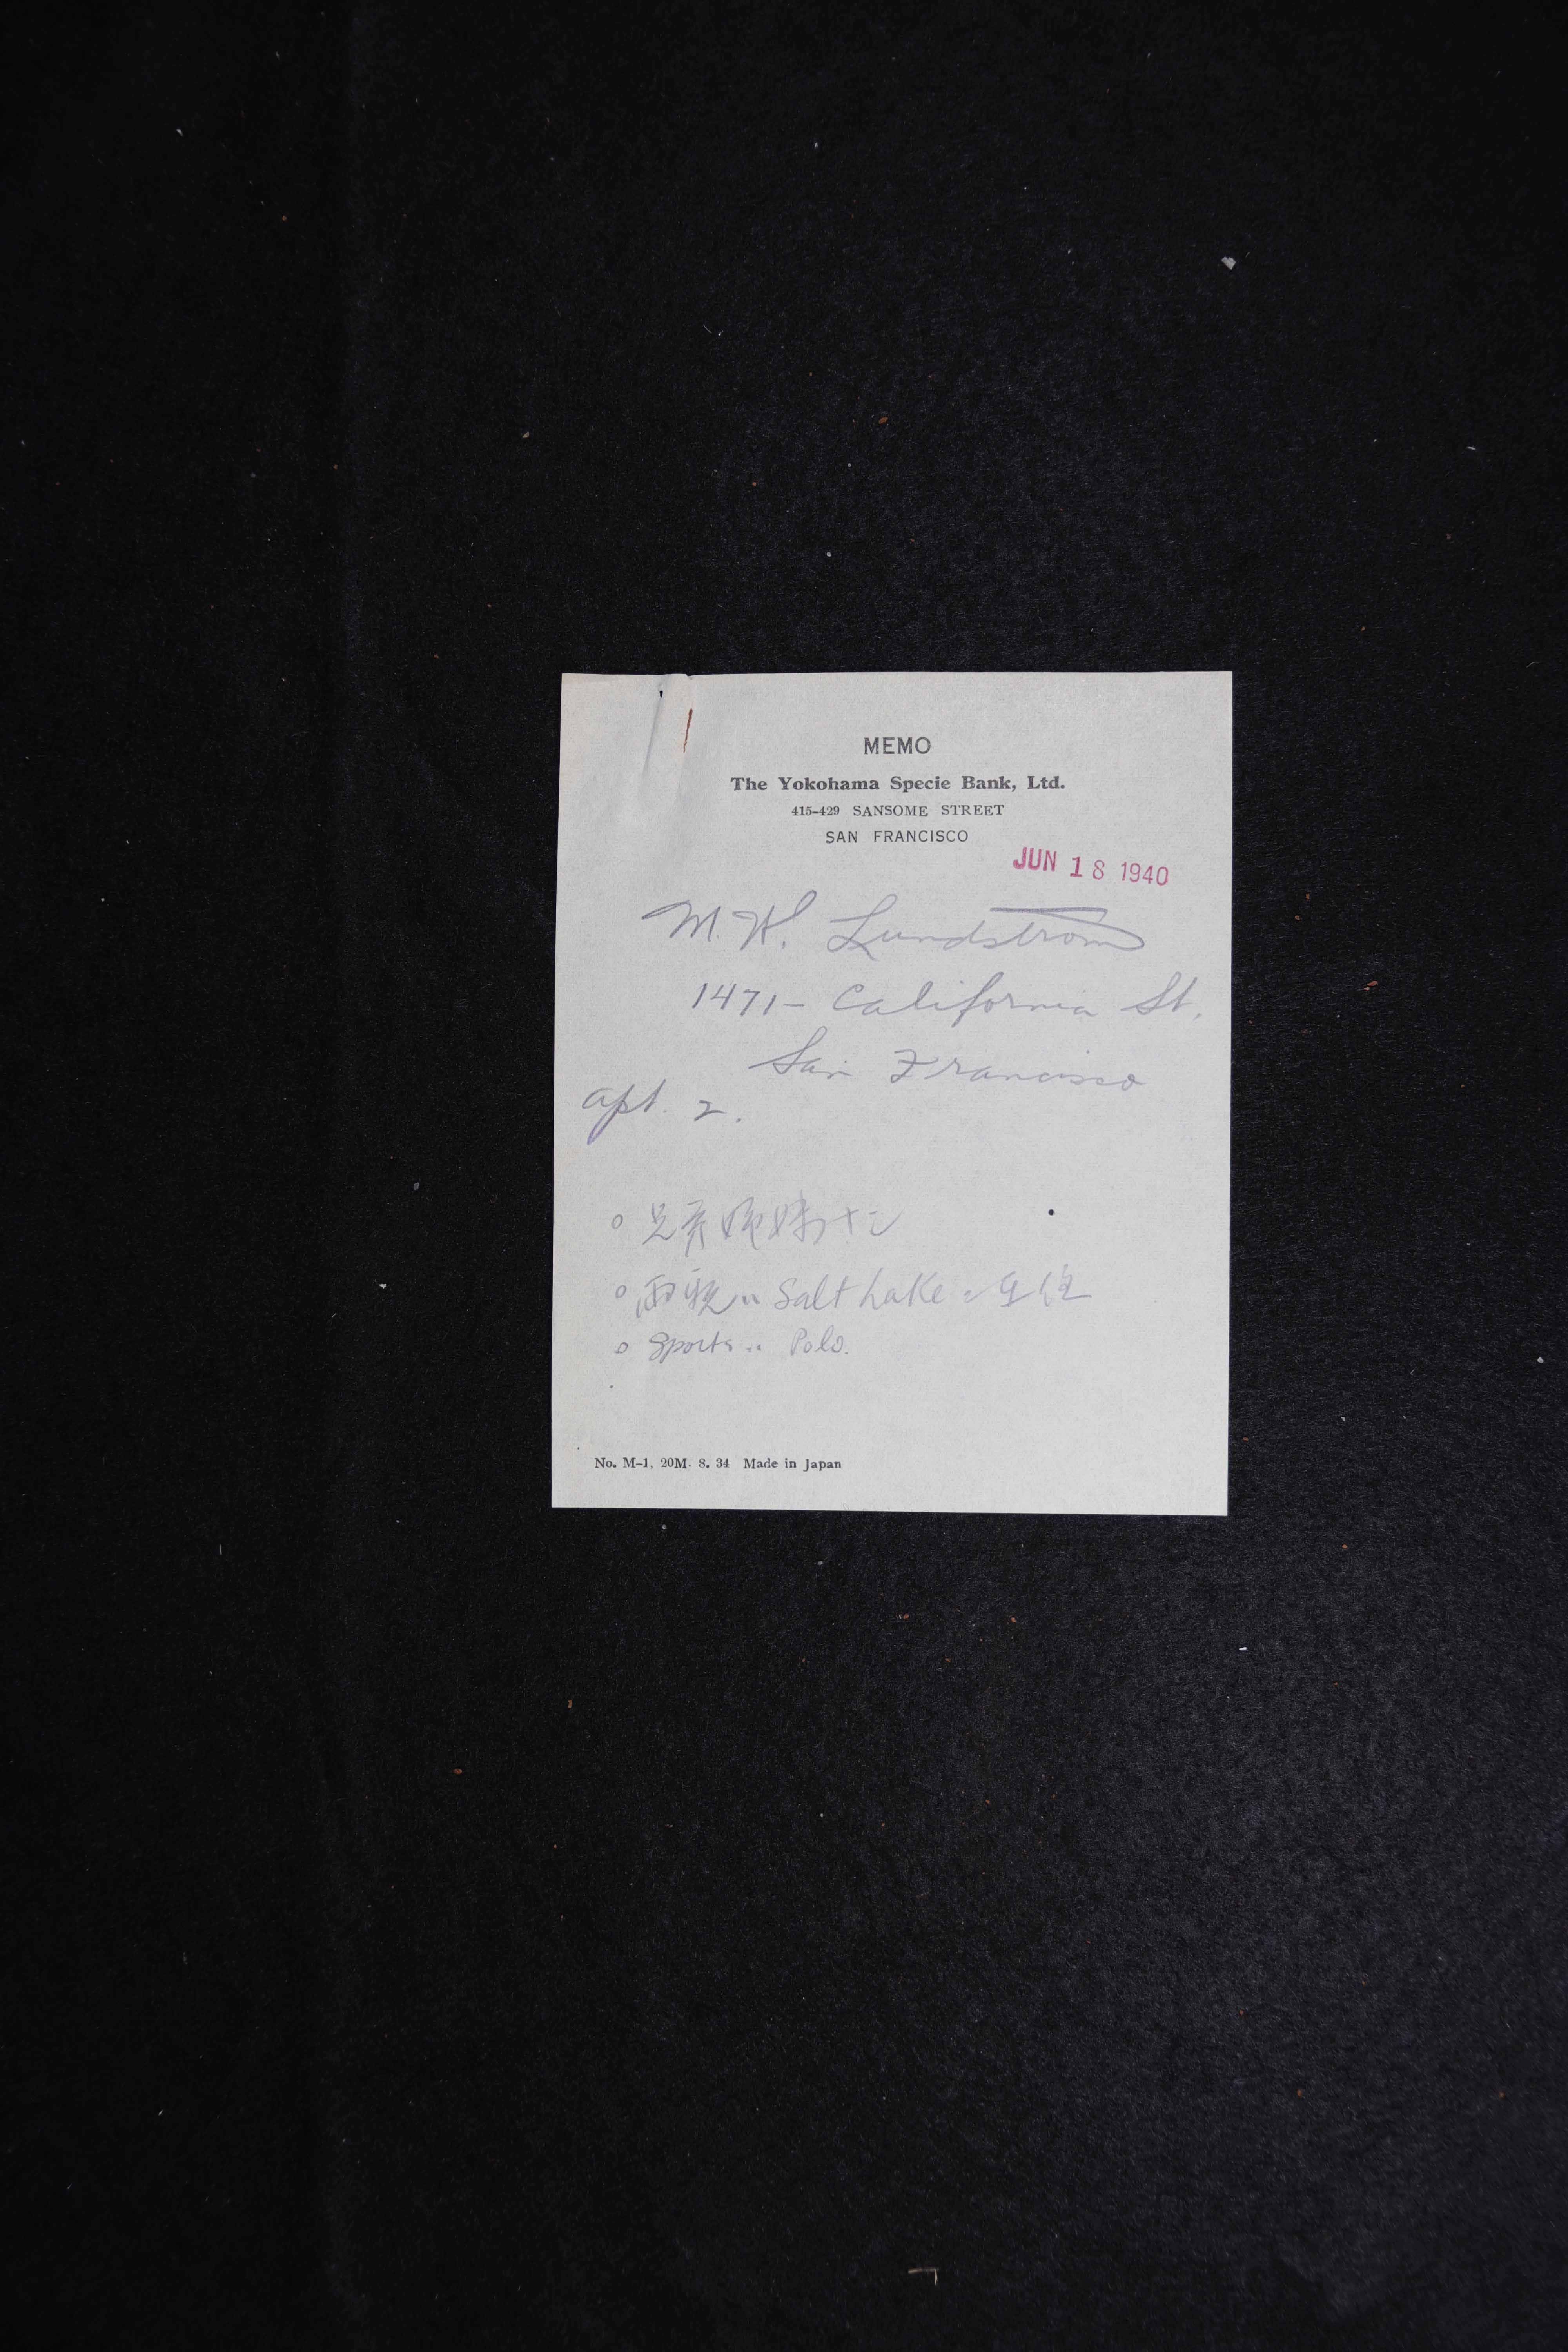 MEMO
The Yokohama Specie Bank, Ltd.
415-429 SANSOME STREET
SAN FRANCISCO
JUN 18 1940
M. H. Lundstrom
1471- California St.
San Francisco
apt. 2.
○ 兄弟姉妹ナシ
○ 両親ハ Salt Lake ニ在住
○ Sports ‥ Polo.
No. M-1, 20M. 8. 34 Made in Japan